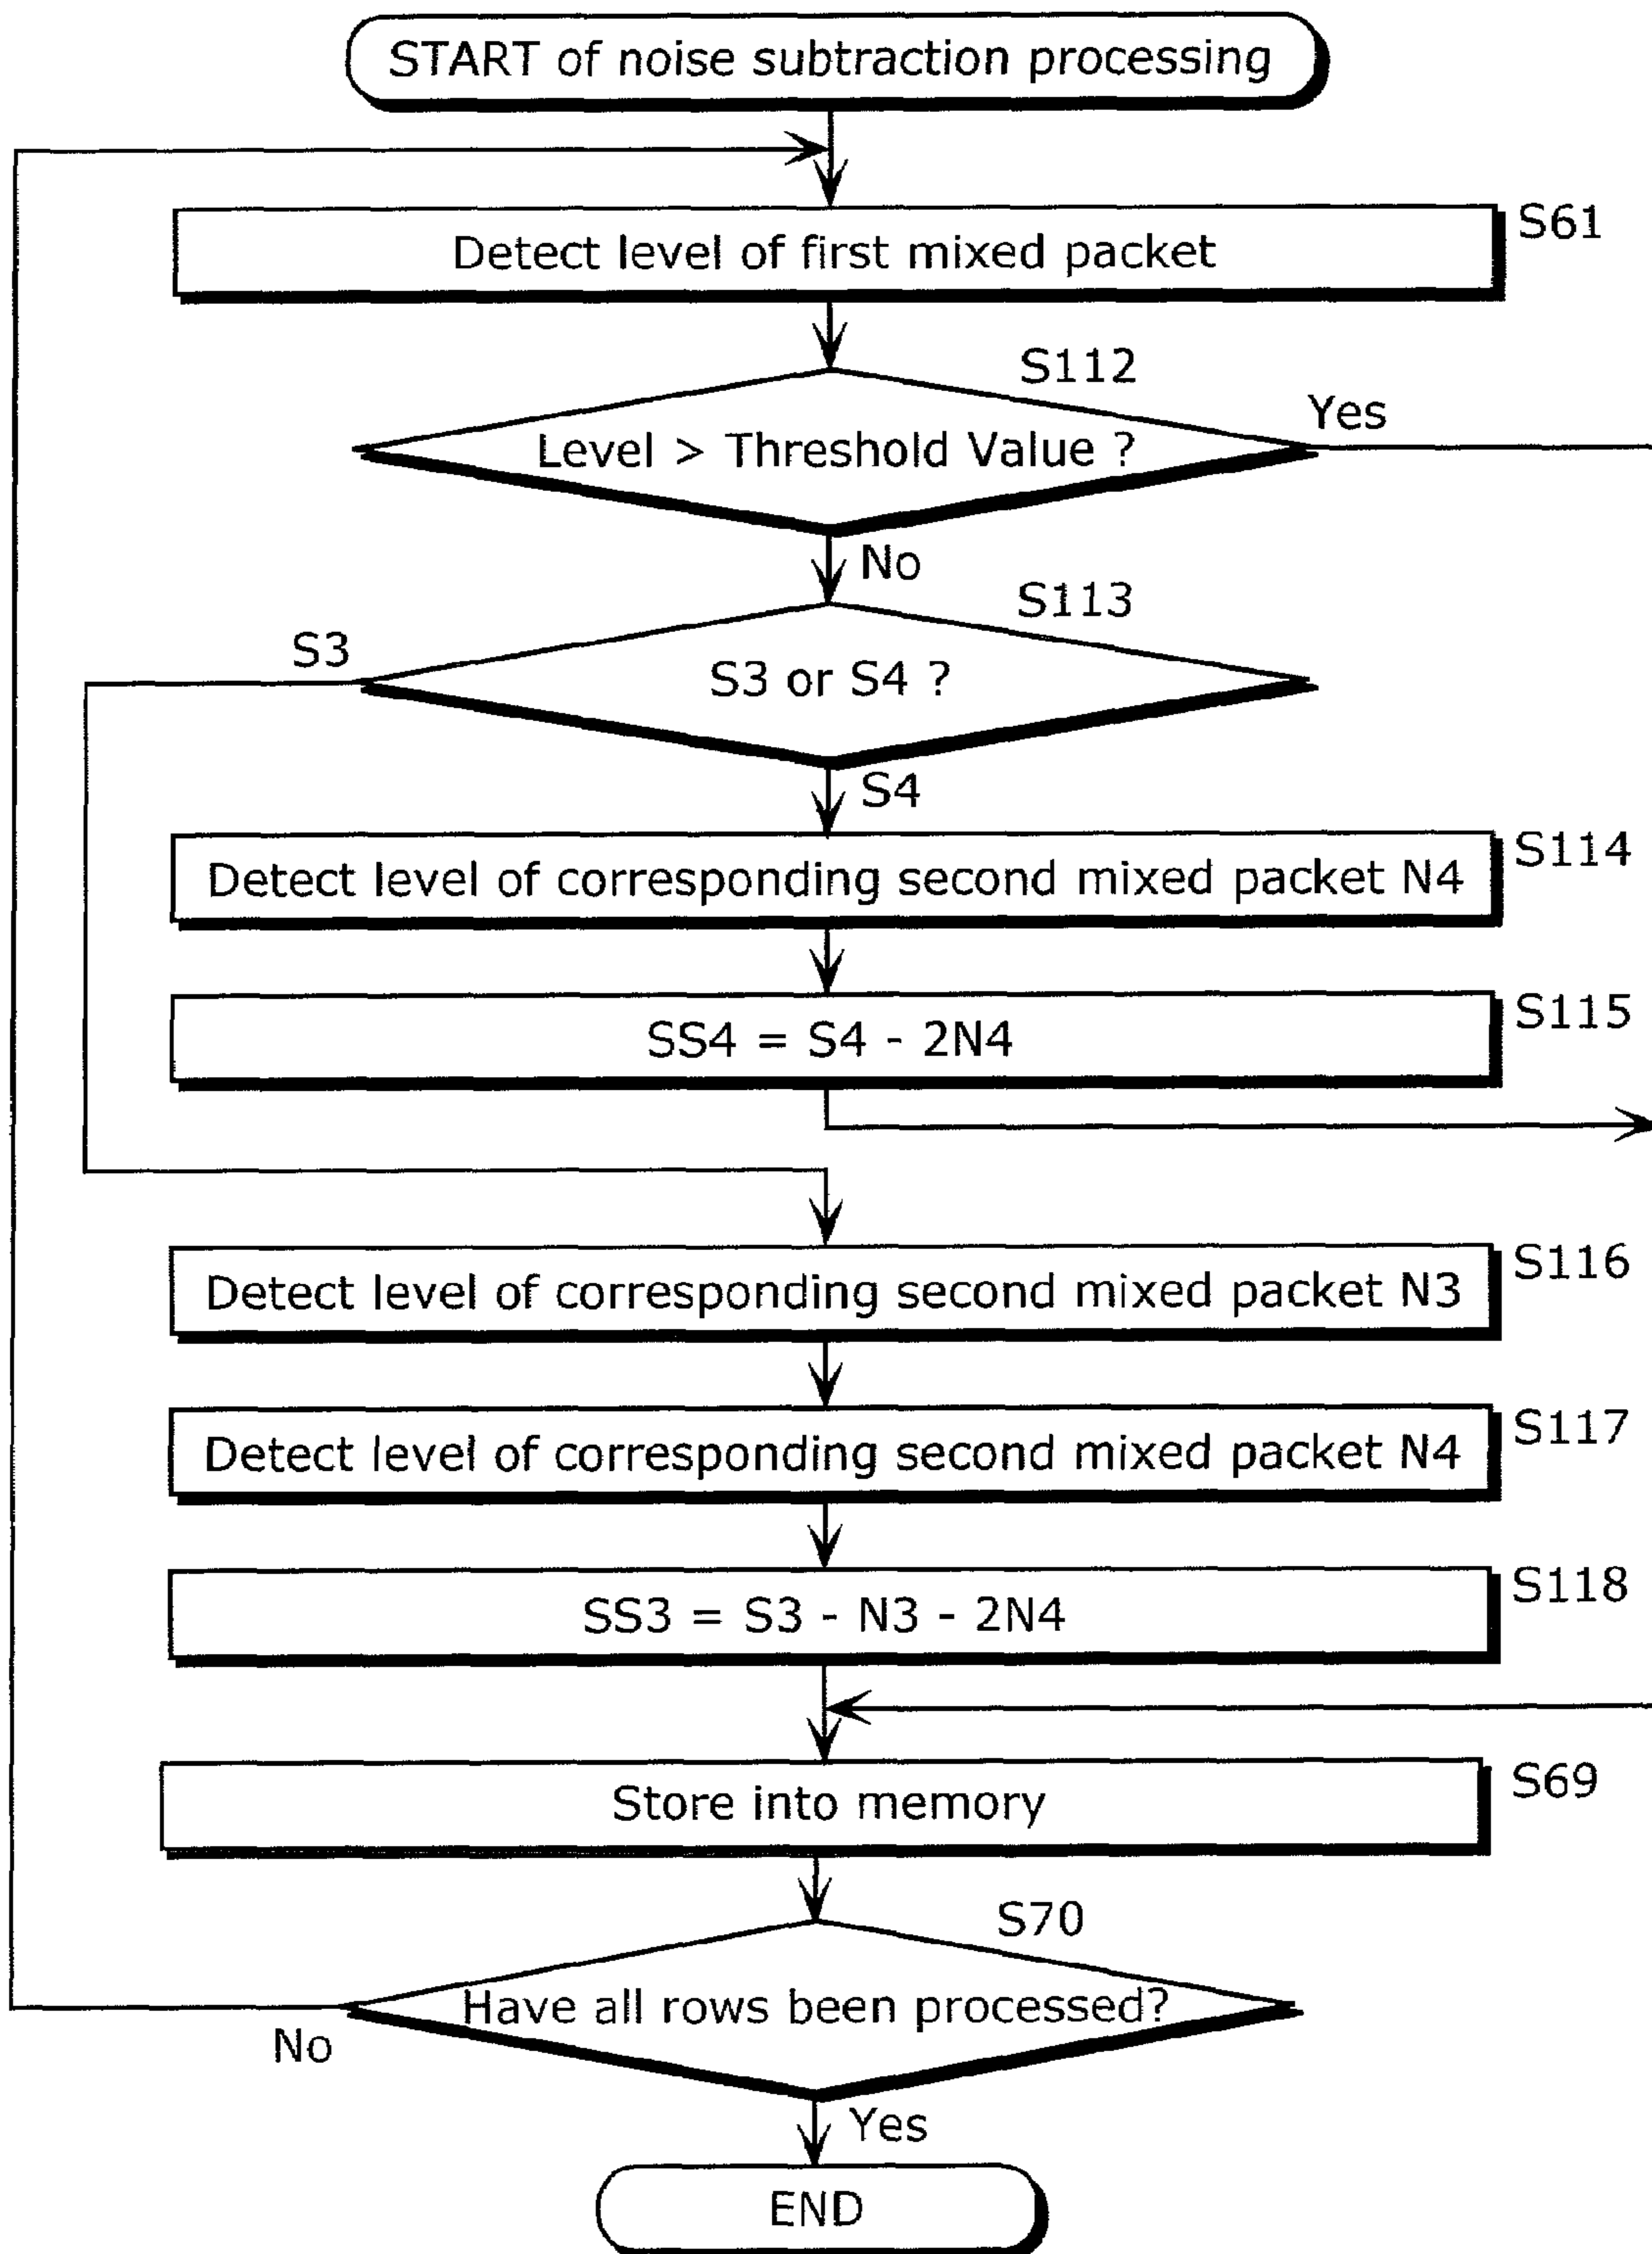 START of noise subtraction processing
Detect level of first mixed packet
S61
S112
Level > Threshold Value ?
Yes
No
S113
S3
S3 or S4 ?
S4
Detect level of corresponding second mixed packet N4
S114
SS4 = S4 - 2N4
S115
Detect level of corresponding second mixed packet N3
S116
Detect level of corresponding second mixed packet N4
S117
SS3 = S3 - N3 - 2N4
S118
Store into memory
S69
S70
Have all rows been processed?
No
Yes
END